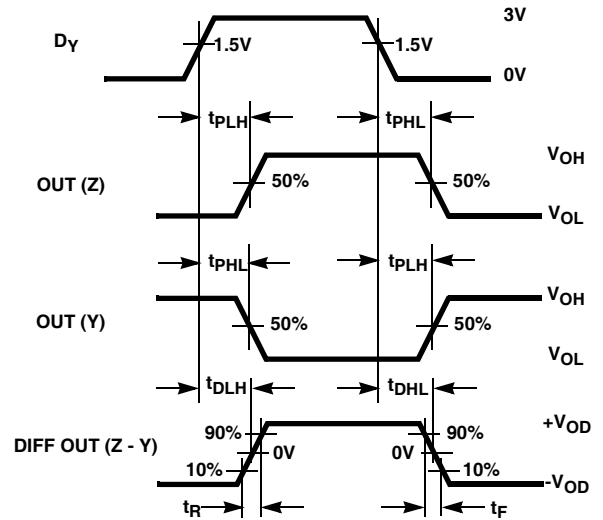 3V
DY 1.5V 1.5V
0V
tPLH tPHL
VOH
OUT (Z) 50% 50%
VOL
tPHL tPLH
VOH
OUT (Y) 50% 50%
VOL
tDLH tDHL
+VOD
90% 90%
DIFF OUT (Z - Y) 0V 0V
10% 10%
-VOD
tR tF